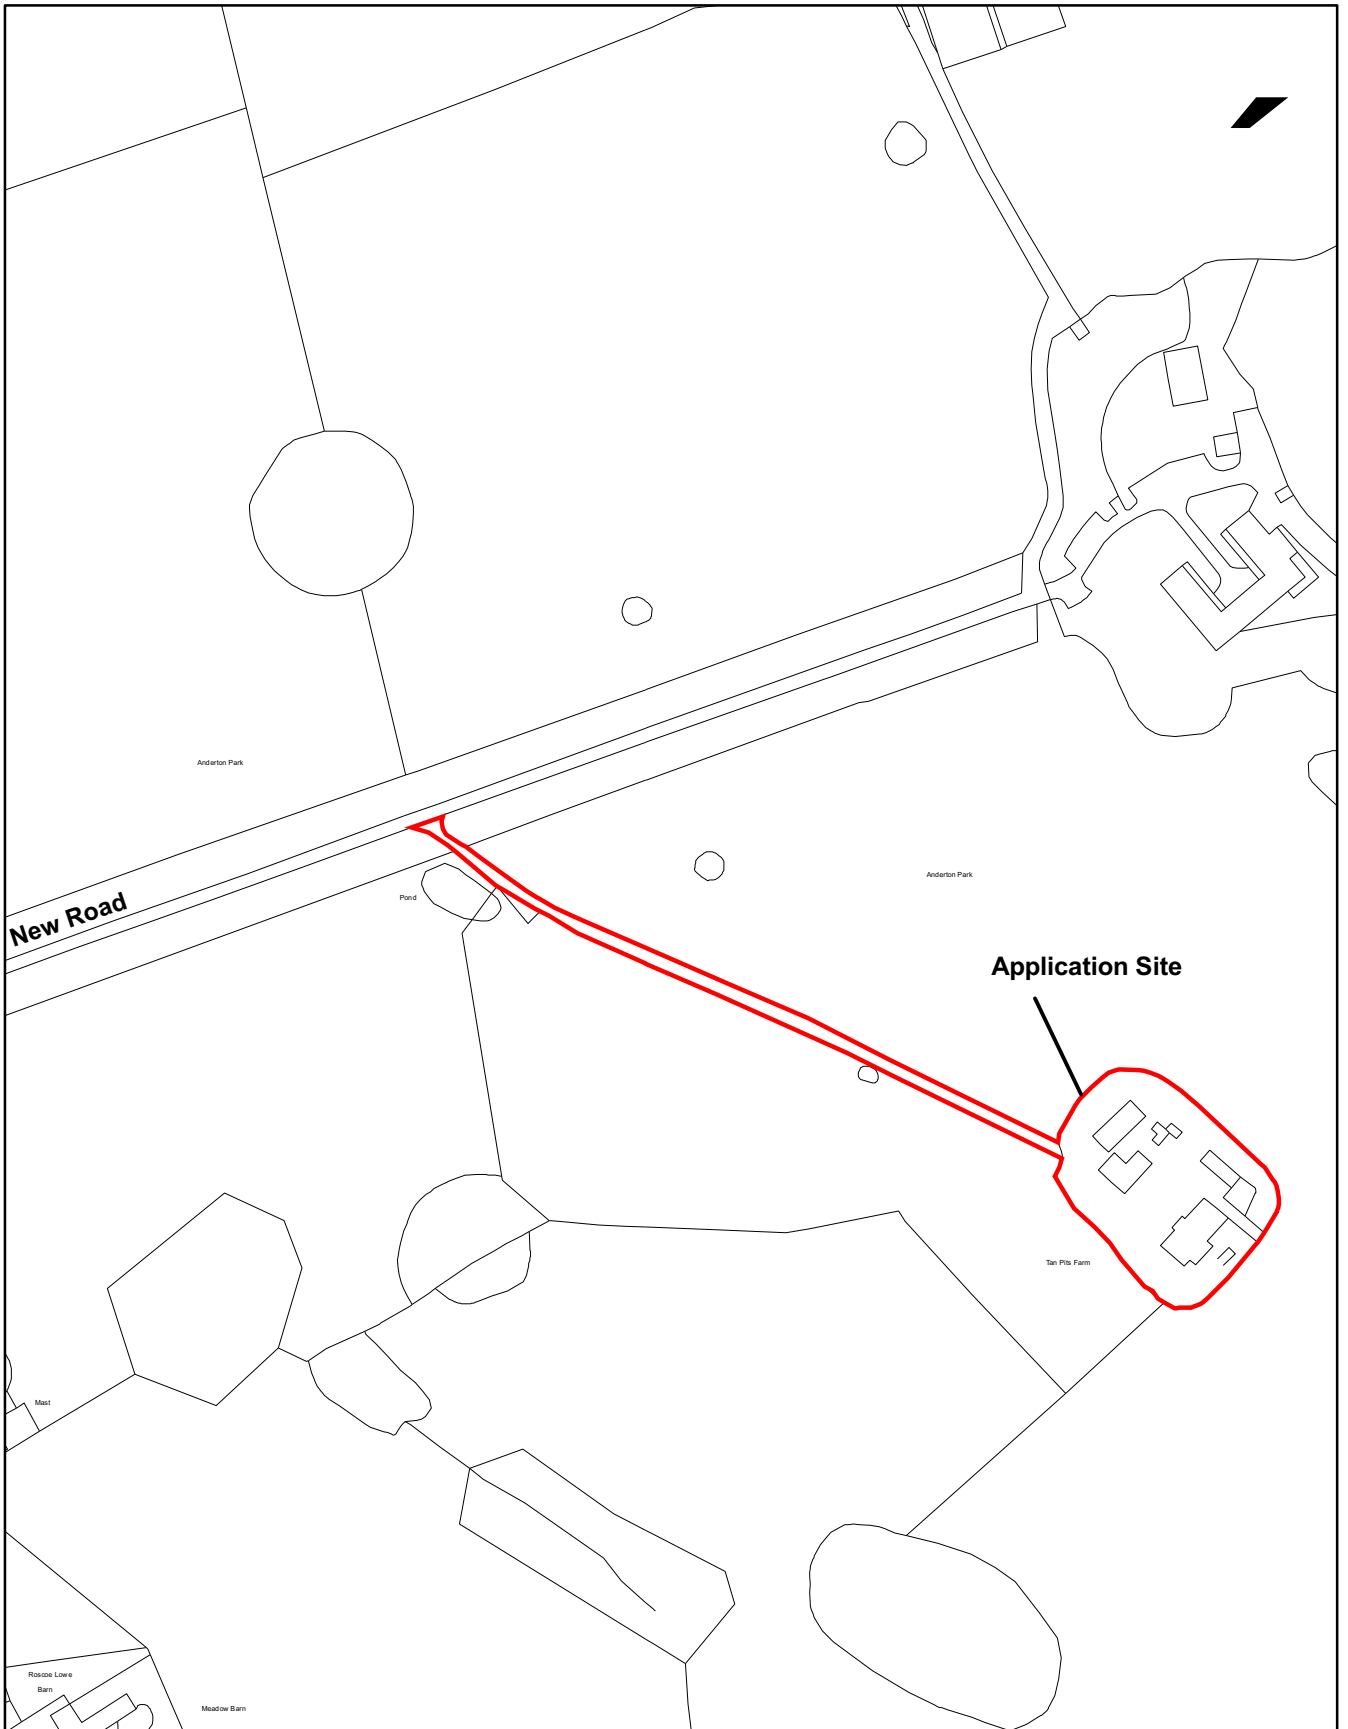 Anderton Park
Anderton Park
Pond
New Road
Application Site
Tan Pits Farm
Mast
Roscoe Lowe
Barn
Meadow Barn